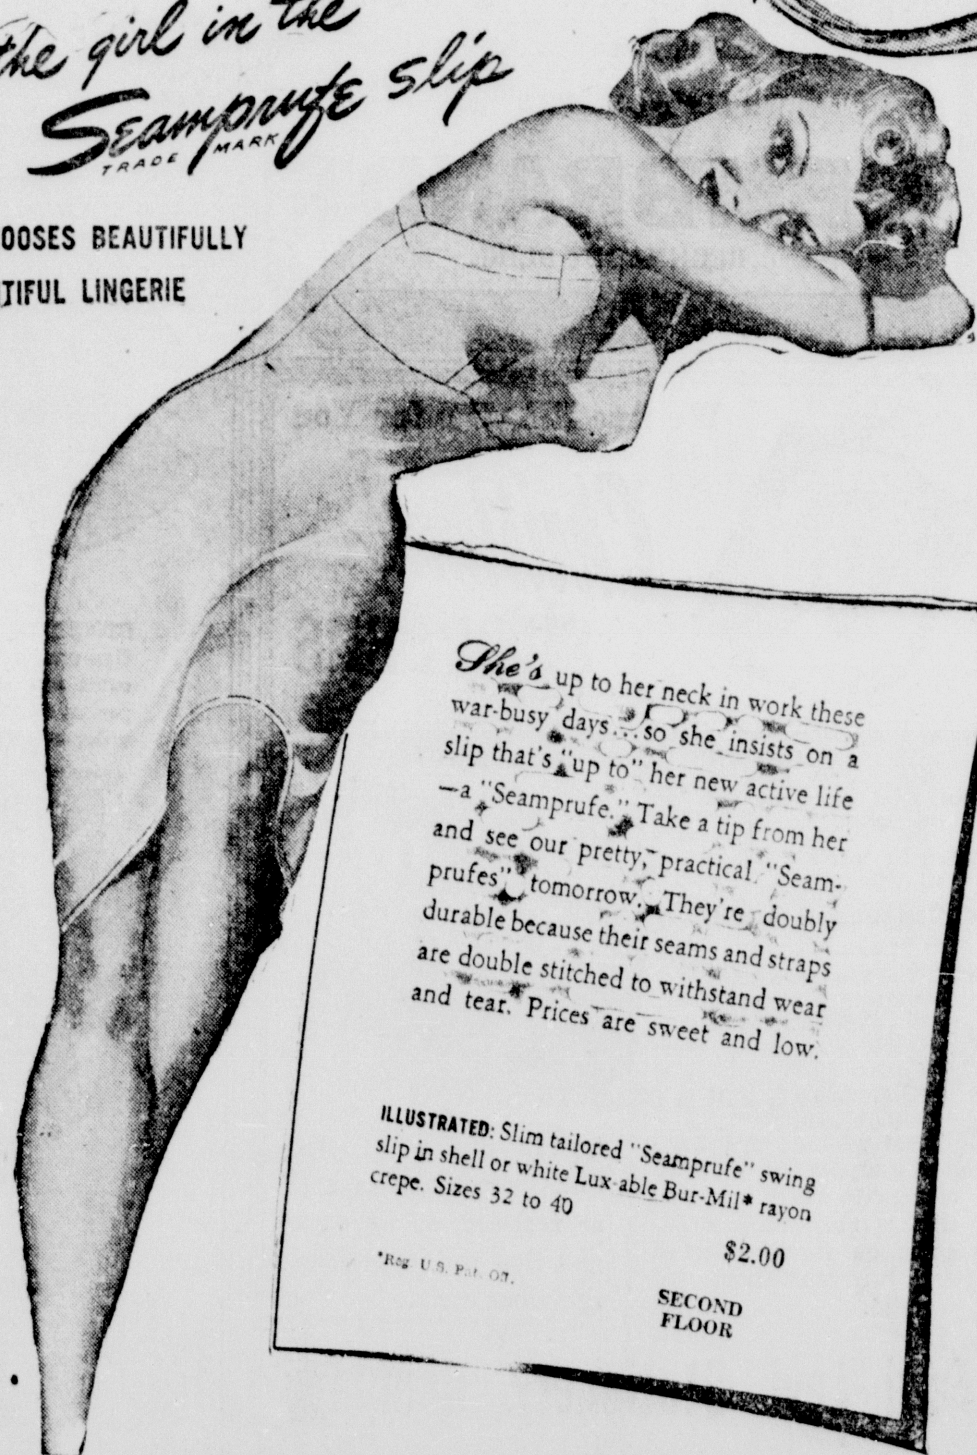 the girl in the
Seamprufe slip
TRADE MARK
OOSES BEAUTIFULLY
TIFUL LINGERIE
She's up to her neck in work these
war-busy days...so she insists on a
slip that's "up to" her new active life
—a "Seamprufe." Take a tip from her
and see our pretty, practical "Seam-
prufes" tomorrow. They're doubly
durable because their seams and straps
are double stitched to withstand wear
and tear. Prices are sweet and low.
ILLUSTRATED: Slim tailored "Seamprufe" swing
slip in shell or white Lux-able Bur-Mil* rayon
crepe. Sizes 32 to 40
$2.00
*Reg. U.S. Pat. Off.
SECOND
FLOOR